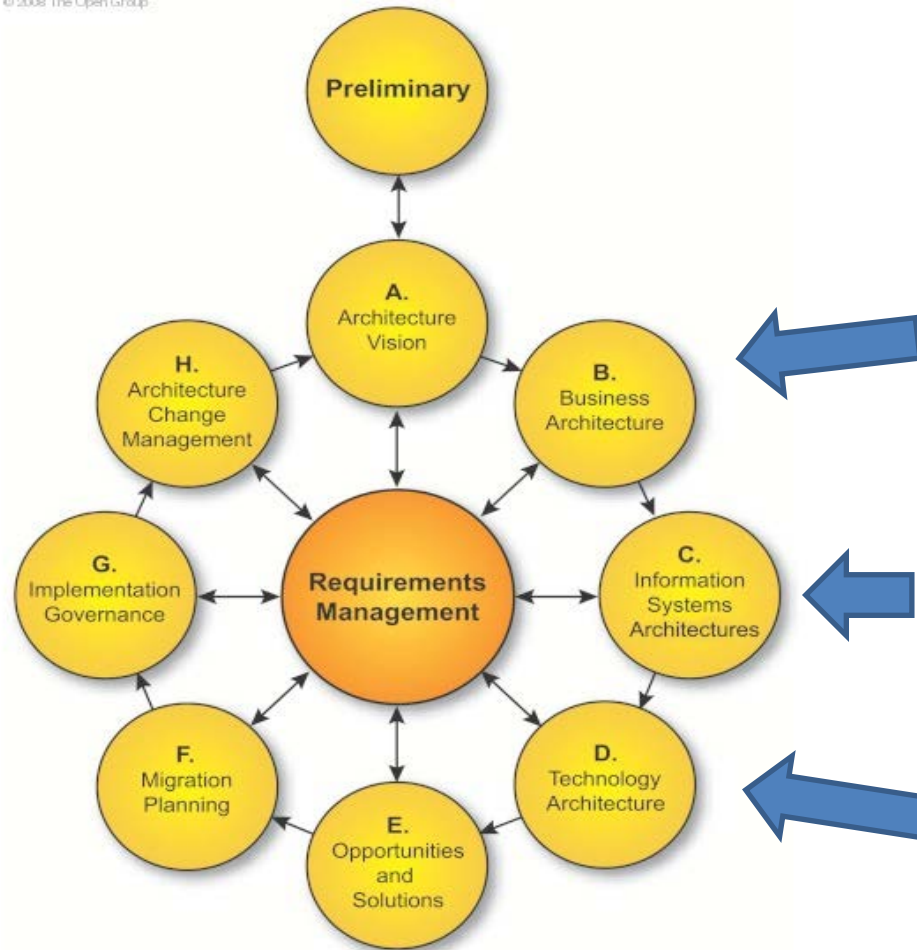 © 2008 The Open Group
Preliminary
A.
Architecture
Vision
B.
Business
Architecture
C.
Information
Systems
Architectures
D.
Technology
Architecture
E.
Opportunities
and
Solutions
F.
Migration
Planning
G.
Implementation
Governance
H.
Architecture
Change
Management
Requirements
Management